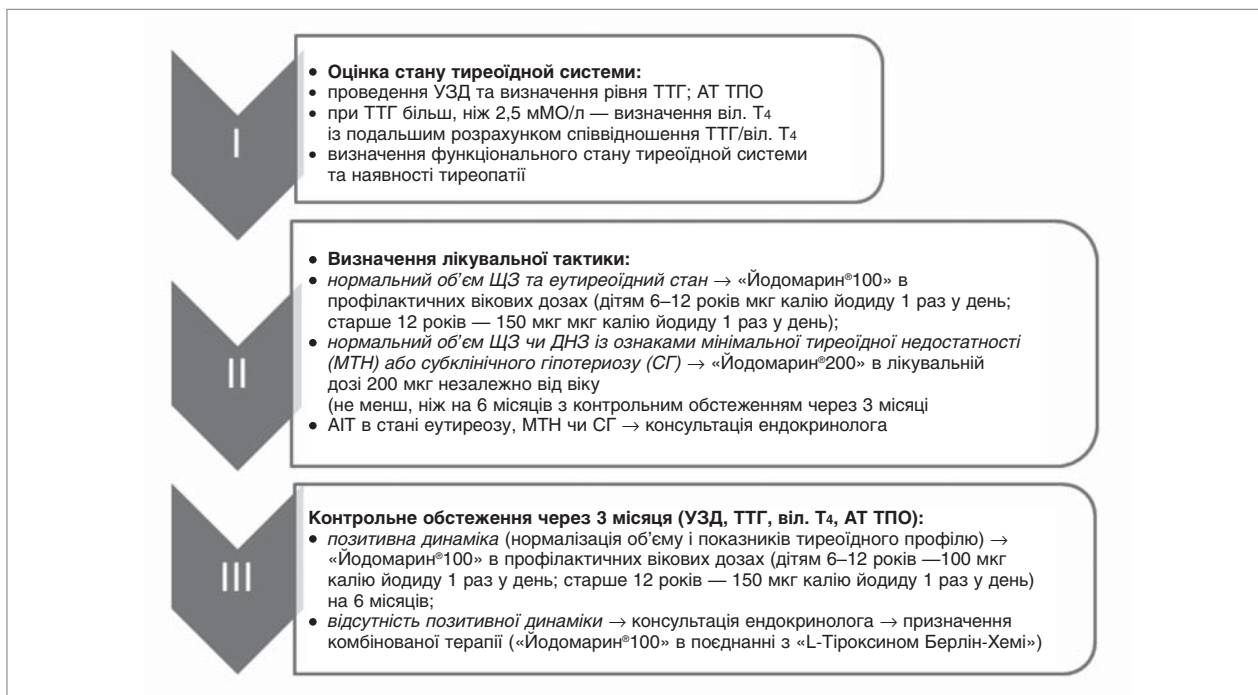 I
• Оцінка стану тиреоїдної системи:
• проведення УЗД та визначення рівня ТТГ; АТ ТПО
• при ТТГ більш, ніж 2,5 мМО/л — визначення віл. Т4
із подальшим розрахунком співвідношення ТТГ/віл. Т4
• визначення функціонального стану тиреоїдної системи
та наявності тиреопатії
II
• Визначення лікувальної тактики:
• нормальний об’єм ЩЗ та еутиреоїдний стан → «Йодомарин®100» в
профілактичних вікових дозах (дітям 6–12 років мкг калію йодиду 1 раз у день;
старше 12 років — 150 мкг мкг калію йодиду 1 раз у день);
• нормальний об’єм ЩЗ чи ДНЗ із ознаками мінімальної тиреоїдної недостатності
(МТН) або субклінічного гіпотериозу (СГ) → «Йодомарин®200» в лікувальній
дозі 200 мкг незалежно від віку
(не менш, ніж на 6 місяців з контрольним обстеженням через 3 місяці
• АІТ в стані еутиреозу, МТН чи СГ → консультація ендокринолога
III
Контрольне обстеження через 3 місяця (УЗД, ТТГ, віл. Т4, АТ ТПО):
• позитивна динаміка (нормалізація об’єму і показників тиреоїдного профілю) →
«Йодомарин®100» в профілактичних вікових дозах (дітям 6–12 років —100 мкг
калію йодиду 1 раз у день; старше 12 років — 150 мкг калію йодиду 1 раз у день)
на 6 місяців;
• відсутність позитивної динаміки → консультація ендокринолога → призначення
комбінованої терапії («Йодомарин®100» в поєднанні з «L-Тіроксином Берлін-Хемі»)